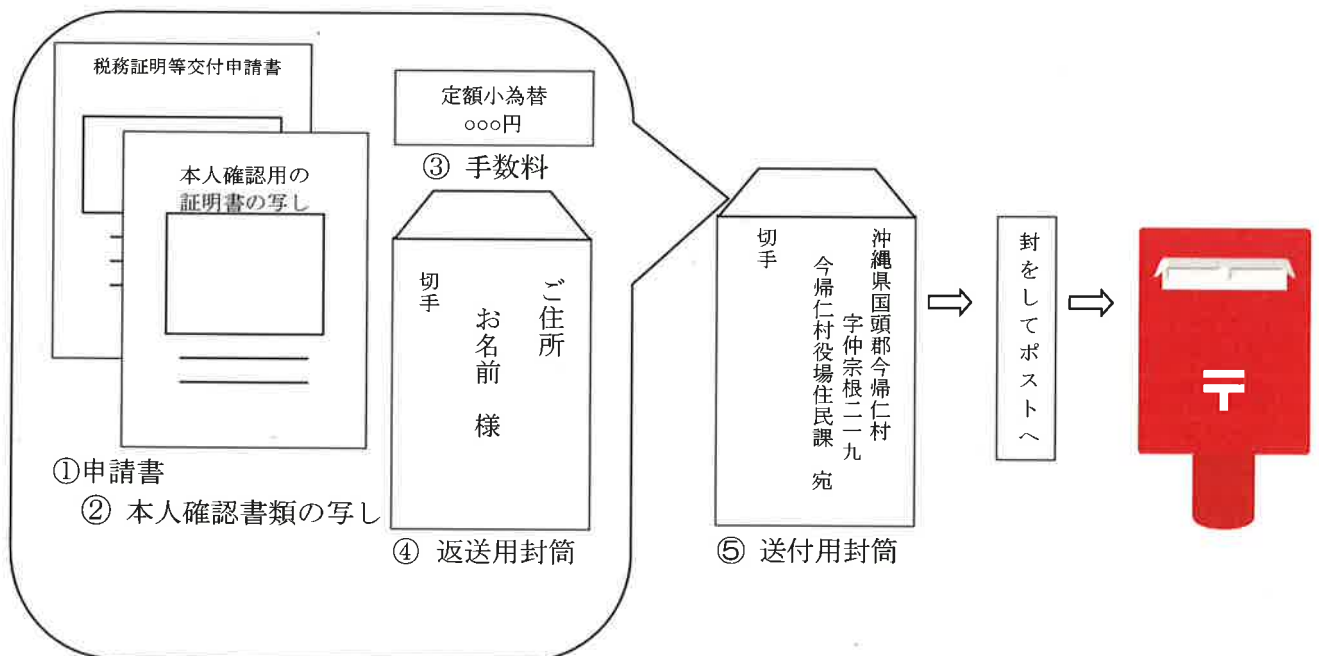 税務証明等交付申請書
本人確認用の
証明書の写し
①申請書
② 本人確認書類の写し
定額小為替
○○○円
③ 手数料
ご住所
お名前 様
切手
④ 返送用封筒
沖縄県国頭郡今帰仁村
字仲宗根二一九
今帰仁村役場住民課 宛
切手
⑤ 送付用封筒
封をしてポストへ
〒